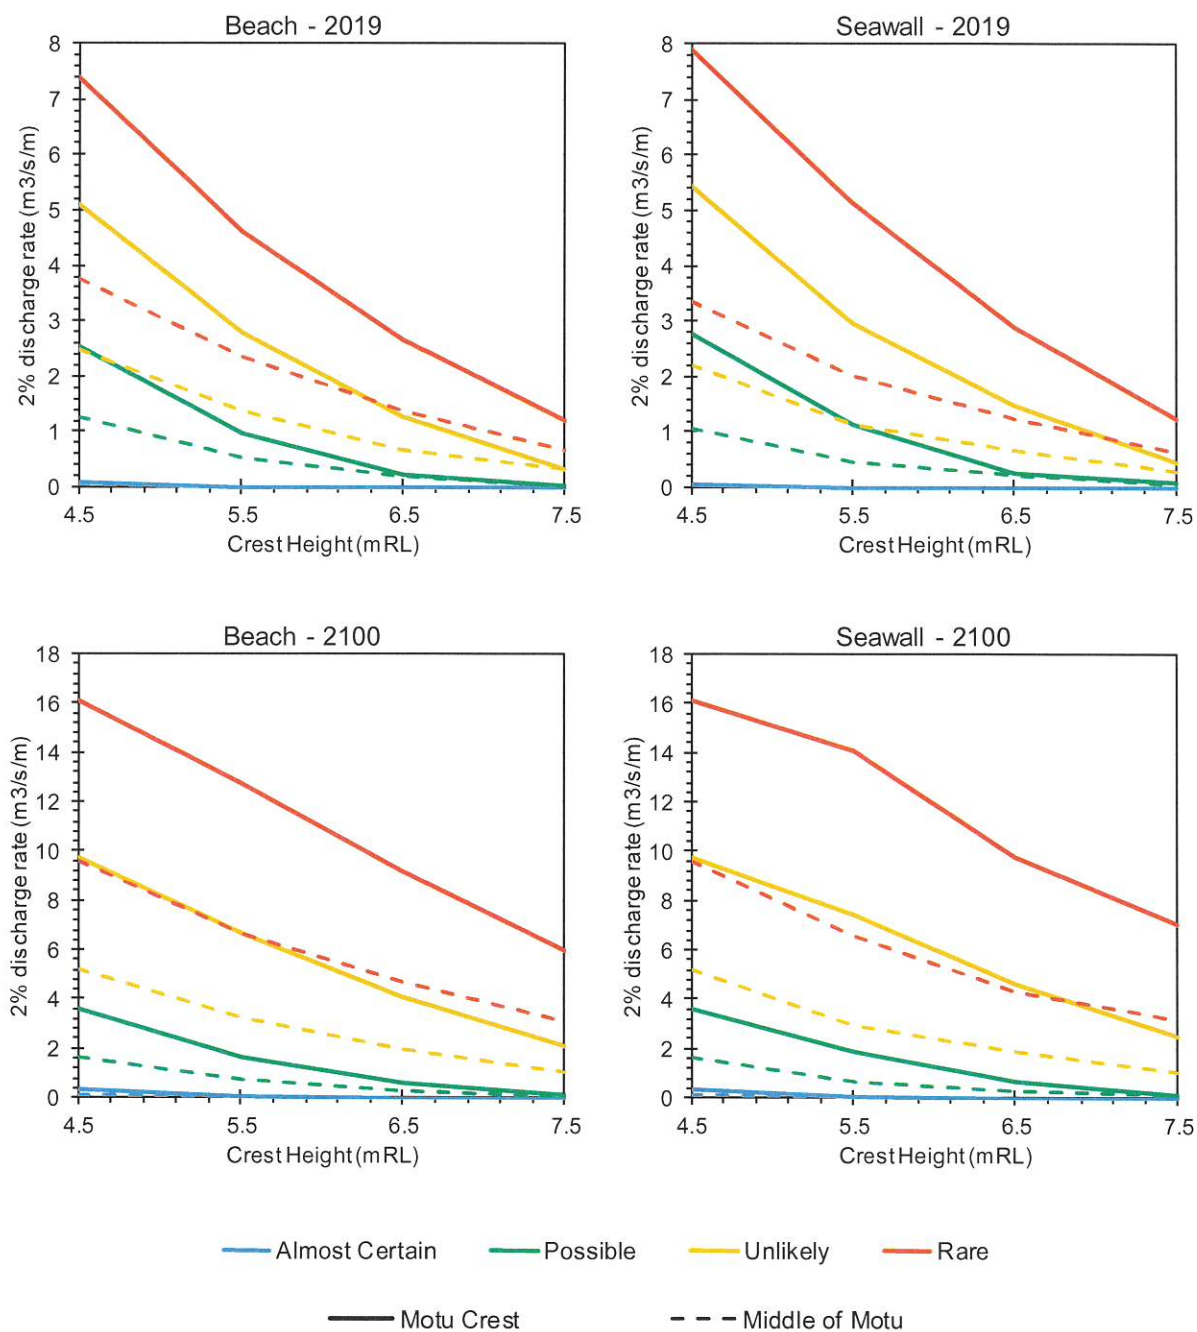 Beach - 2019
8
7
6
5
4
3
2
1
0
2% discharge rate (m3/s/m)
4.5 5.5 6.5 7.5
Crest Height (mRL)
Seawall - 2019
8
7
6
5
4
3
2
1
0
2% discharge rate (m3/s/m)
4.5 5.5 6.5 7.5
Crest Height (mRL)
Beach - 2100
18
16
14
12
10
8
6
4
2
0
2% discharge rate (m3/s/m)
4.5 5.5 6.5 7.5
Crest Height (mRL)
Seawall - 2100
18
16
14
12
10
8
6
4
2
0
2% discharge rate (m3/s/m)
4.5 5.5 6.5 7.5
Crest Height (mRL)
Almost Certain Possible Unlikely Rare
Motu Crest Middle of Motu